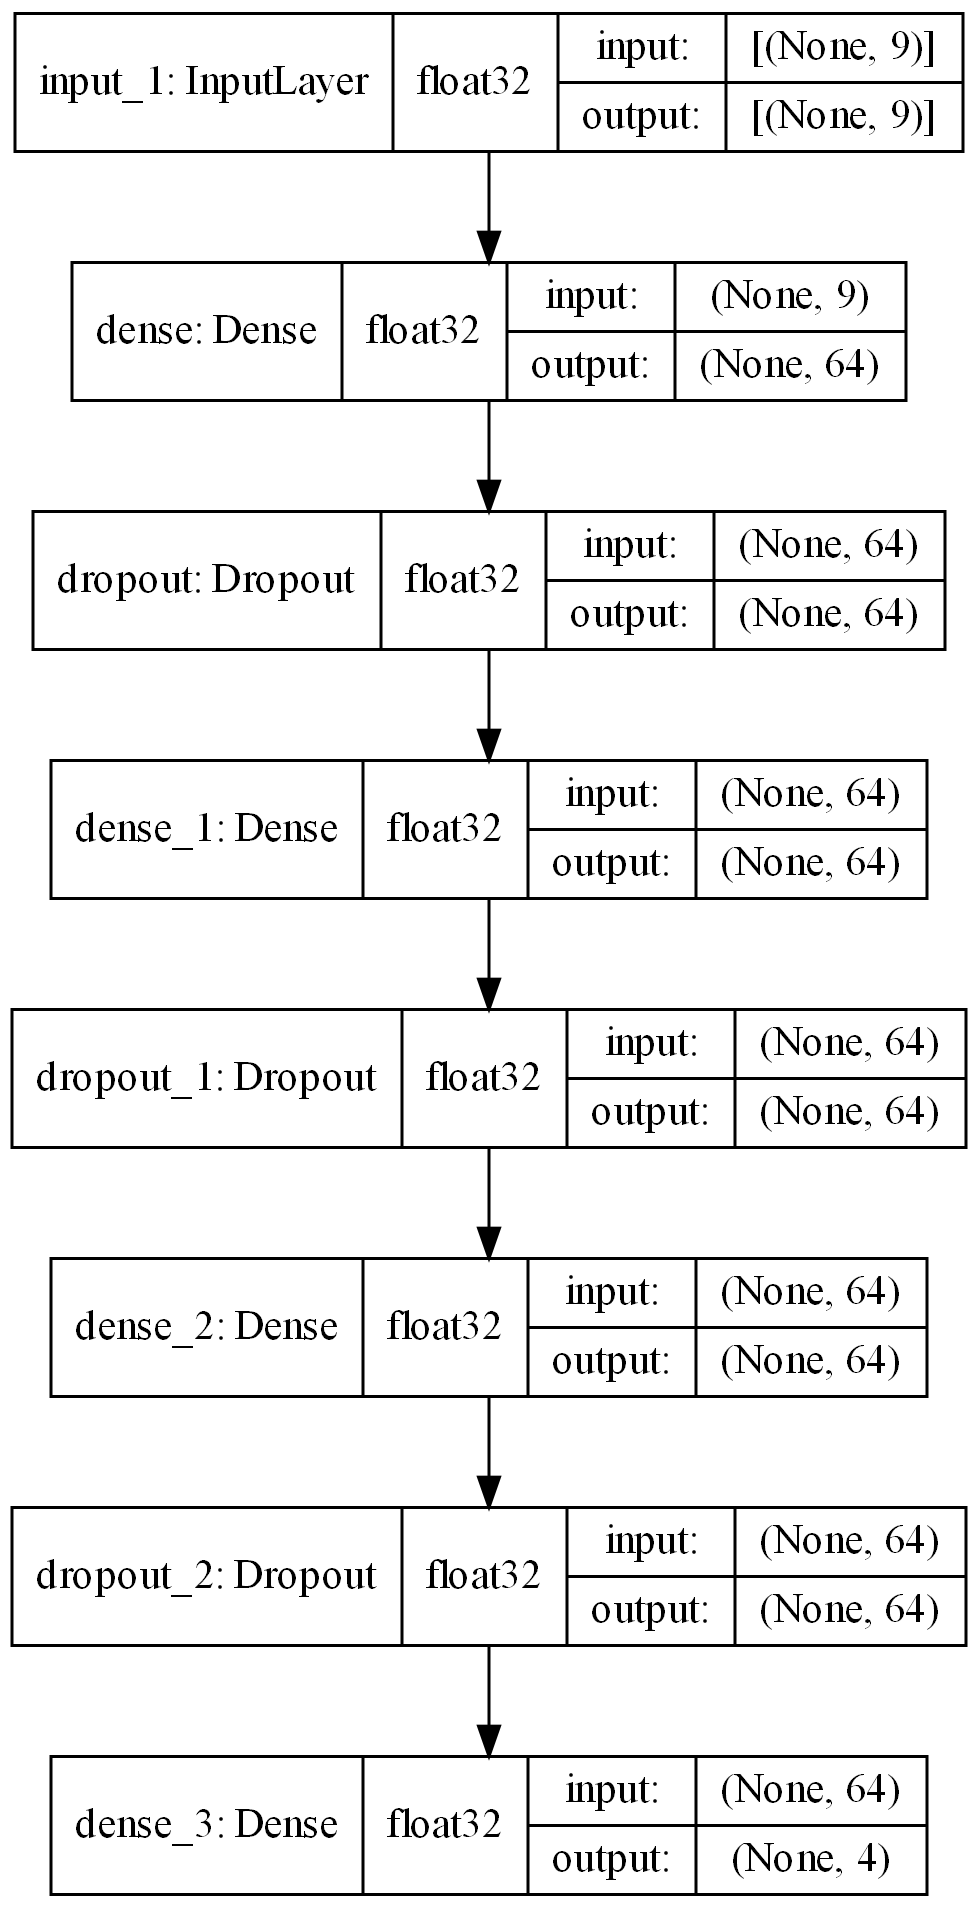 input_1: InputLayer float32 input: [(None, 9)]
output: [(None, 9)]
dense: Dense float32 input: (None, 9)
output: (None, 64)
dropout: Dropout float32 input: (None, 64)
output: (None, 64)
dense_1: Dense float32 input: (None, 64)
output: (None, 64)
dropout_1: Dropout float32 input: (None, 64)
output: (None, 64)
dense_2: Dense float32 input: (None, 64)
output: (None, 64)
dropout_2: Dropout float32 input: (None, 64)
output: (None, 64)
dense_3: Dense float32 input: (None, 64)
output: (None, 4)